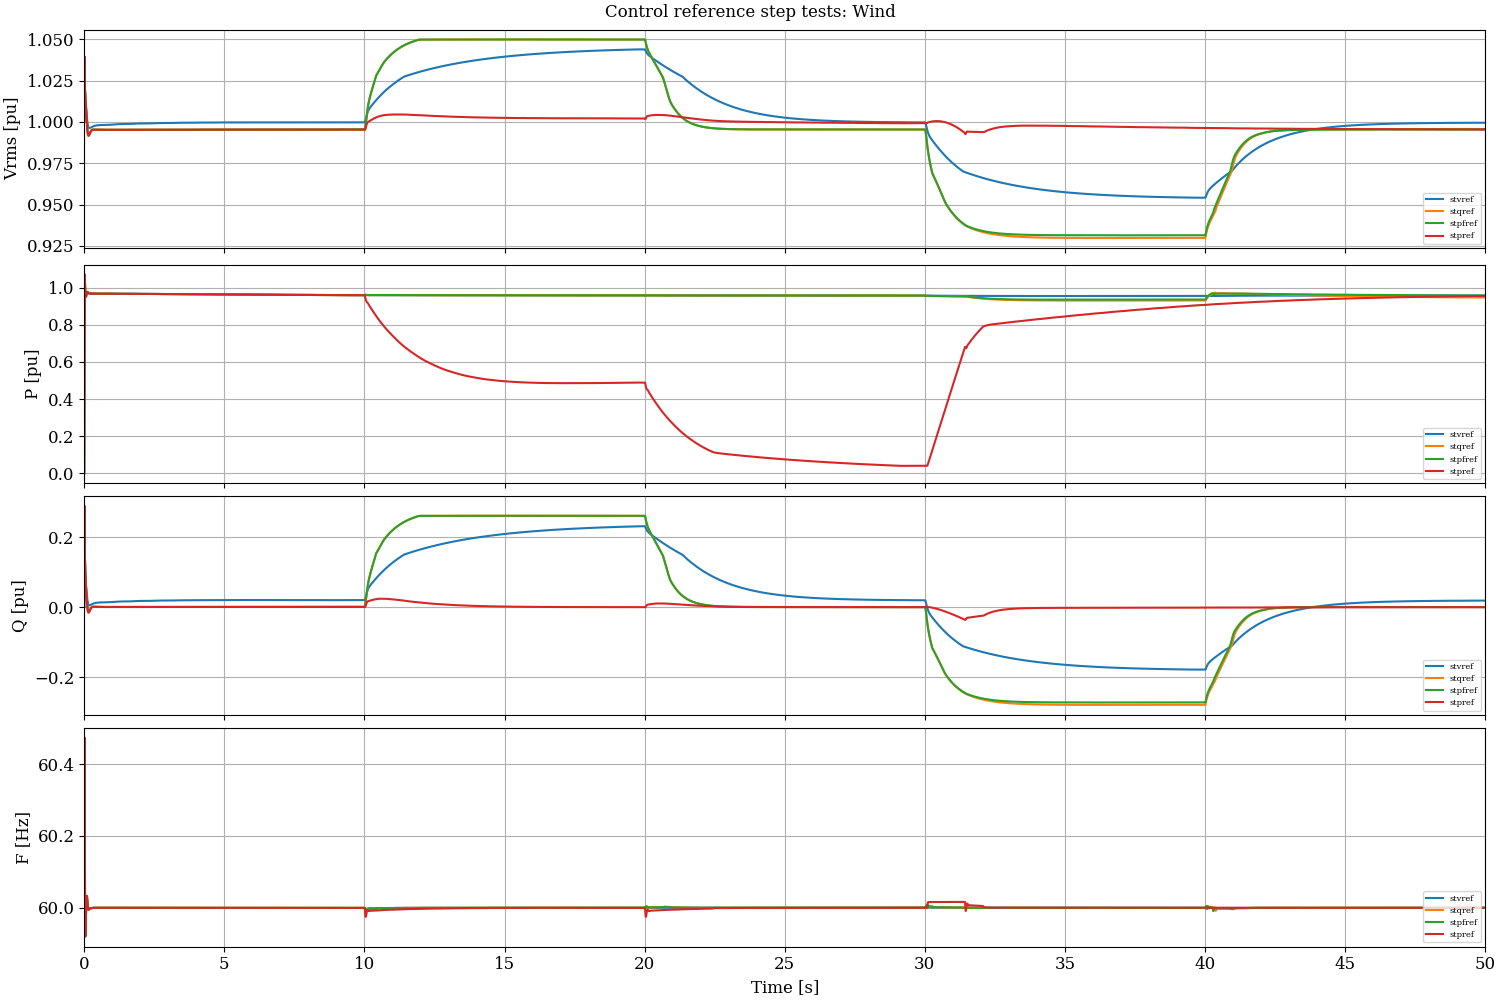 Control reference step tests: Wind
Vrms [pu]
1.050
1.025
1.000
0.975
0.950
0.925
stvref
stqref
stpfref
stpref
P [pu]
1.0
0.8
0.6
0.4
0.2
0.0
stvref
stqref
stpfref
stpref
Q [pu]
0.2
0.0
−0.2
stvref
stqref
stpfref
stpref
F [Hz]
60.4
60.2
60.0
stvref
stqref
stpfref
stpref
0 5 10 15 20 25 30 35 40 45 50
Time [s]